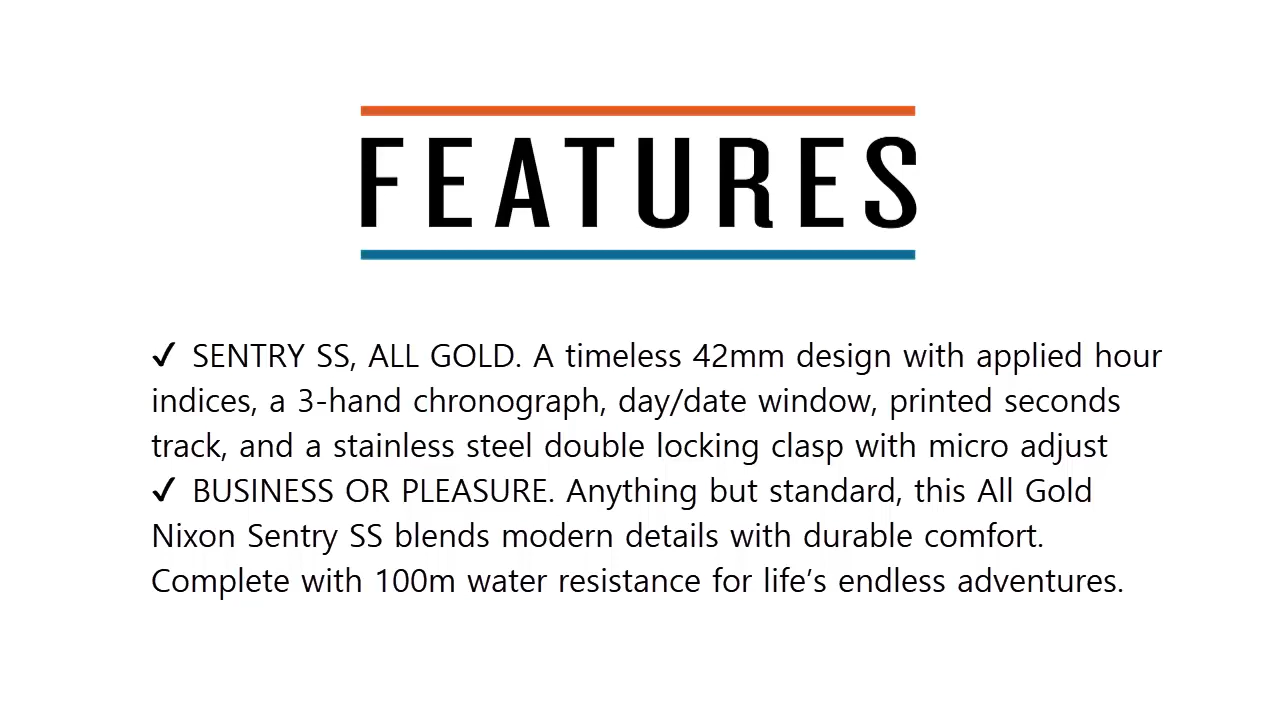 FEATURES
✓ SENTRY SS, ALL GOLD. A timeless 42mm design with applied hour
indices, a 3-hand chronograph, day/date window, printed seconds
track, and a stainless steel double locking clasp with micro adjust
✓ BUSINESS OR PLEASURE. Anything but standard, this All Gold
Nixon Sentry SS blends modern details with durable comfort.
Complete with 100m water resistance for life’s endless adventures.